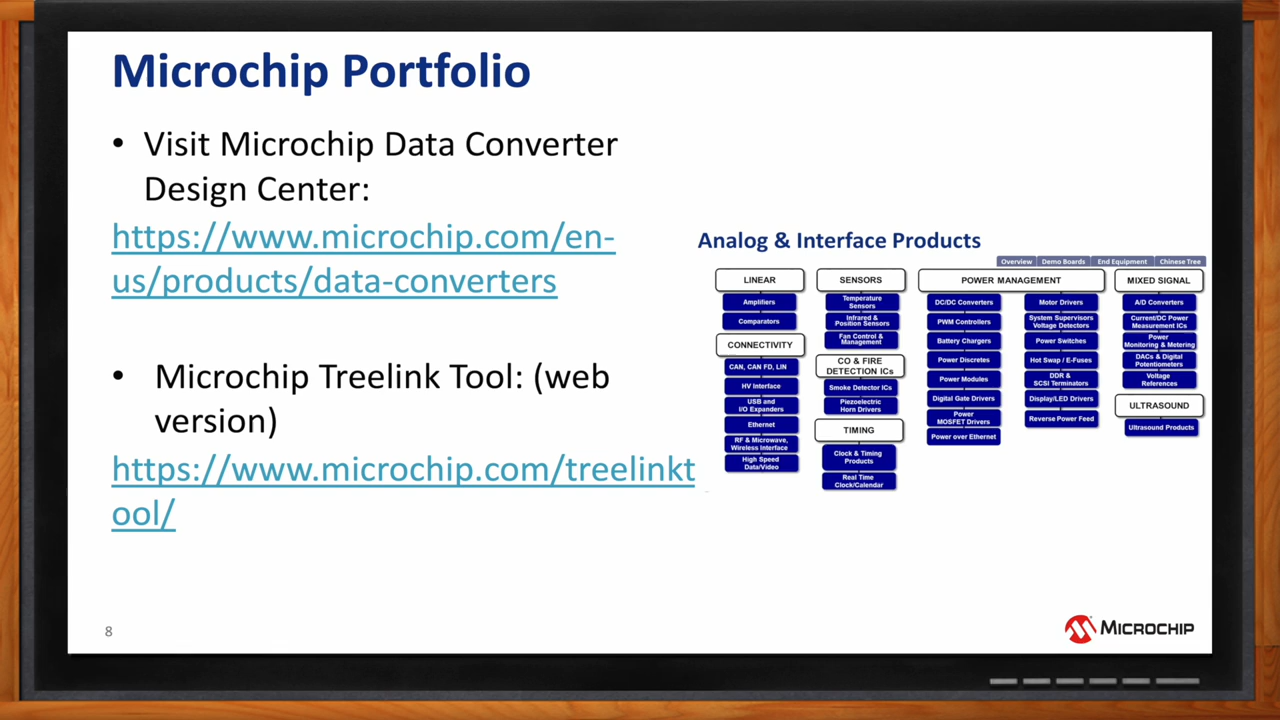 Microchip Portfolio
• Visit Microchip Data Converter
Design Center:
https://www.microchip.com/en-
us/products/data-converters
• Microchip Treelink Tool: (web
version)
https://www.microchip.com/treelinkt
ool/
Analog & Interface Products
Overview
Demo Boards
End Equipment
Chinese Tree
LINEAR
Amplifiers
Comparators
CONNECTIVITY
CAN, CAN FD, LIN
HV Interface
USB and
I/O Expanders
Ethernet
RF & Microwave,
Wireless Interface
High Speed
Data/Video
SENSORS
Temperature
Sensors
Infrared &
Position Sensors
Fan Control &
Management
CO & FIRE
DETECTION ICs
Smoke Detector ICs
Piezoelectric
Horn Drivers
TIMING
Clock & Timing
Products
Real Time
Clock/Calendar
POWER MANAGEMENT
DC/DC Converters
PWM Controllers
Battery Chargers
Power Discretes
Power Modules
Digital Gate Drivers
Power
MOSFET Drivers
Power over Ethernet
Motor Drivers
System Supervisors
Voltage Detectors
Power Switches
Hot Swap / E-Fuses
DDR &
SCSI Terminators
Display/LED Drivers
Reverse Power Feed
MIXED SIGNAL
A/D Converters
Current/DC Power
Measurement ICs
Power
Monitoring & Metering
DACs & Digital
Potentiometers
Voltage
References
ULTRASOUND
Ultrasound Products
8
MICROCHIP